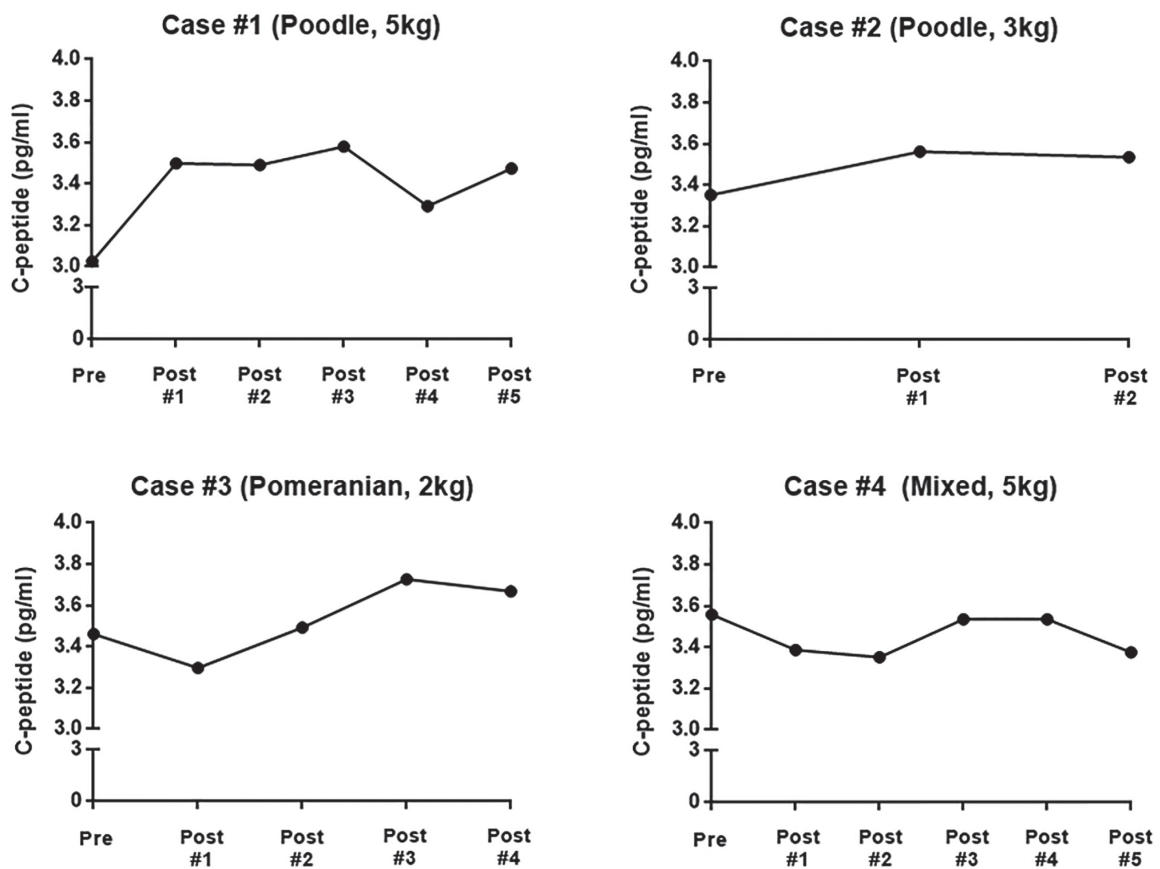 Case #1 (Poodle, 5kg)
C-peptide (pg/ml)
4.0
3.8
3.6
3.4
3.2
3.0
3
0
Pre
Post
#1
Post
#2
Post
#3
Post
#4
Post
#5
Case #2 (Poodle, 3kg)
C-peptide (pg/ml)
4.0
3.8
3.6
3.4
3.2
3.0
3
0
Pre
Post
#1
Post
#2
Case #3 (Pomeranian, 2kg)
C-peptide (pg/ml)
4.0
3.8
3.6
3.4
3.2
3.0
3
0
Pre
Post
#1
Post
#2
Post
#3
Post
#4
Case #4 (Mixed, 5kg)
C-peptide (pg/ml)
4.0
3.8
3.6
3.4
3.2
3.0
3
0
Pre
Post
#1
Post
#2
Post
#3
Post
#4
Post
#5